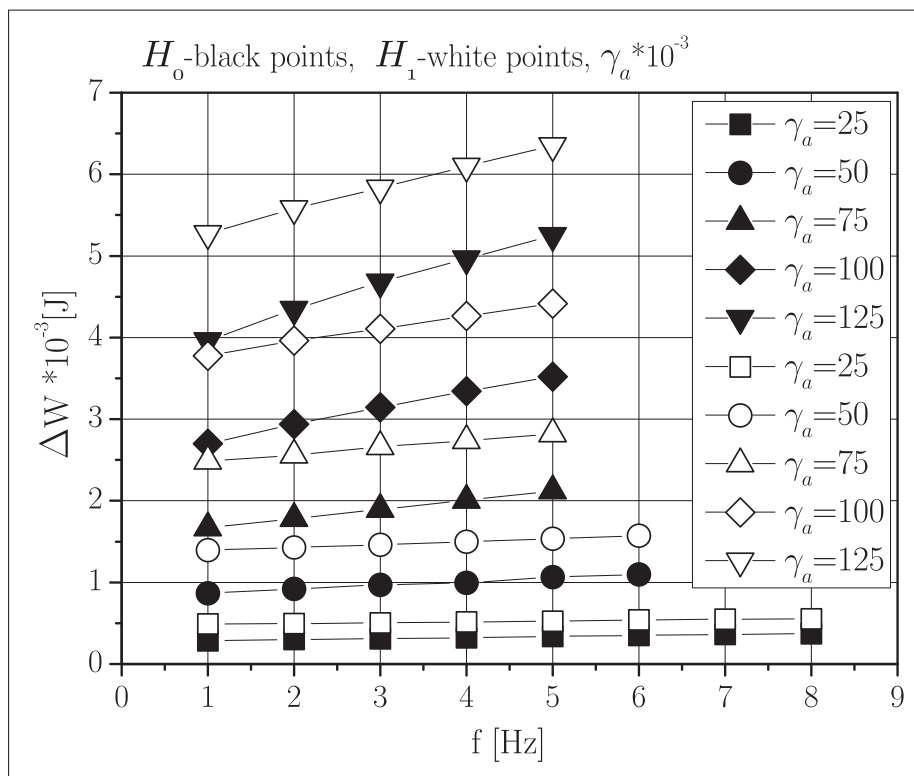 H₀-black points, H₁-white points, γₐ*10⁻³
7
6
5
4
3
2
1
0
ΔW *10⁻³[J]
γₐ=25
γₐ=50
γₐ=75
γₐ=100
γₐ=125
γₐ=25
γₐ=50
γₐ=75
γₐ=100
γₐ=125
0 1 2 3 4 5 6 7 8 9
f [Hz]